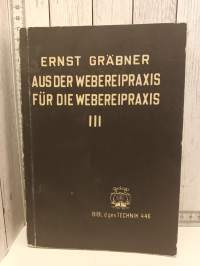 ERNST GRÄBNER
AUS DER WEBEREIPRAXIS
FÜR DIE WEBEREIPRAXIS
III
BIBL. d.ges.TECHNIK 446